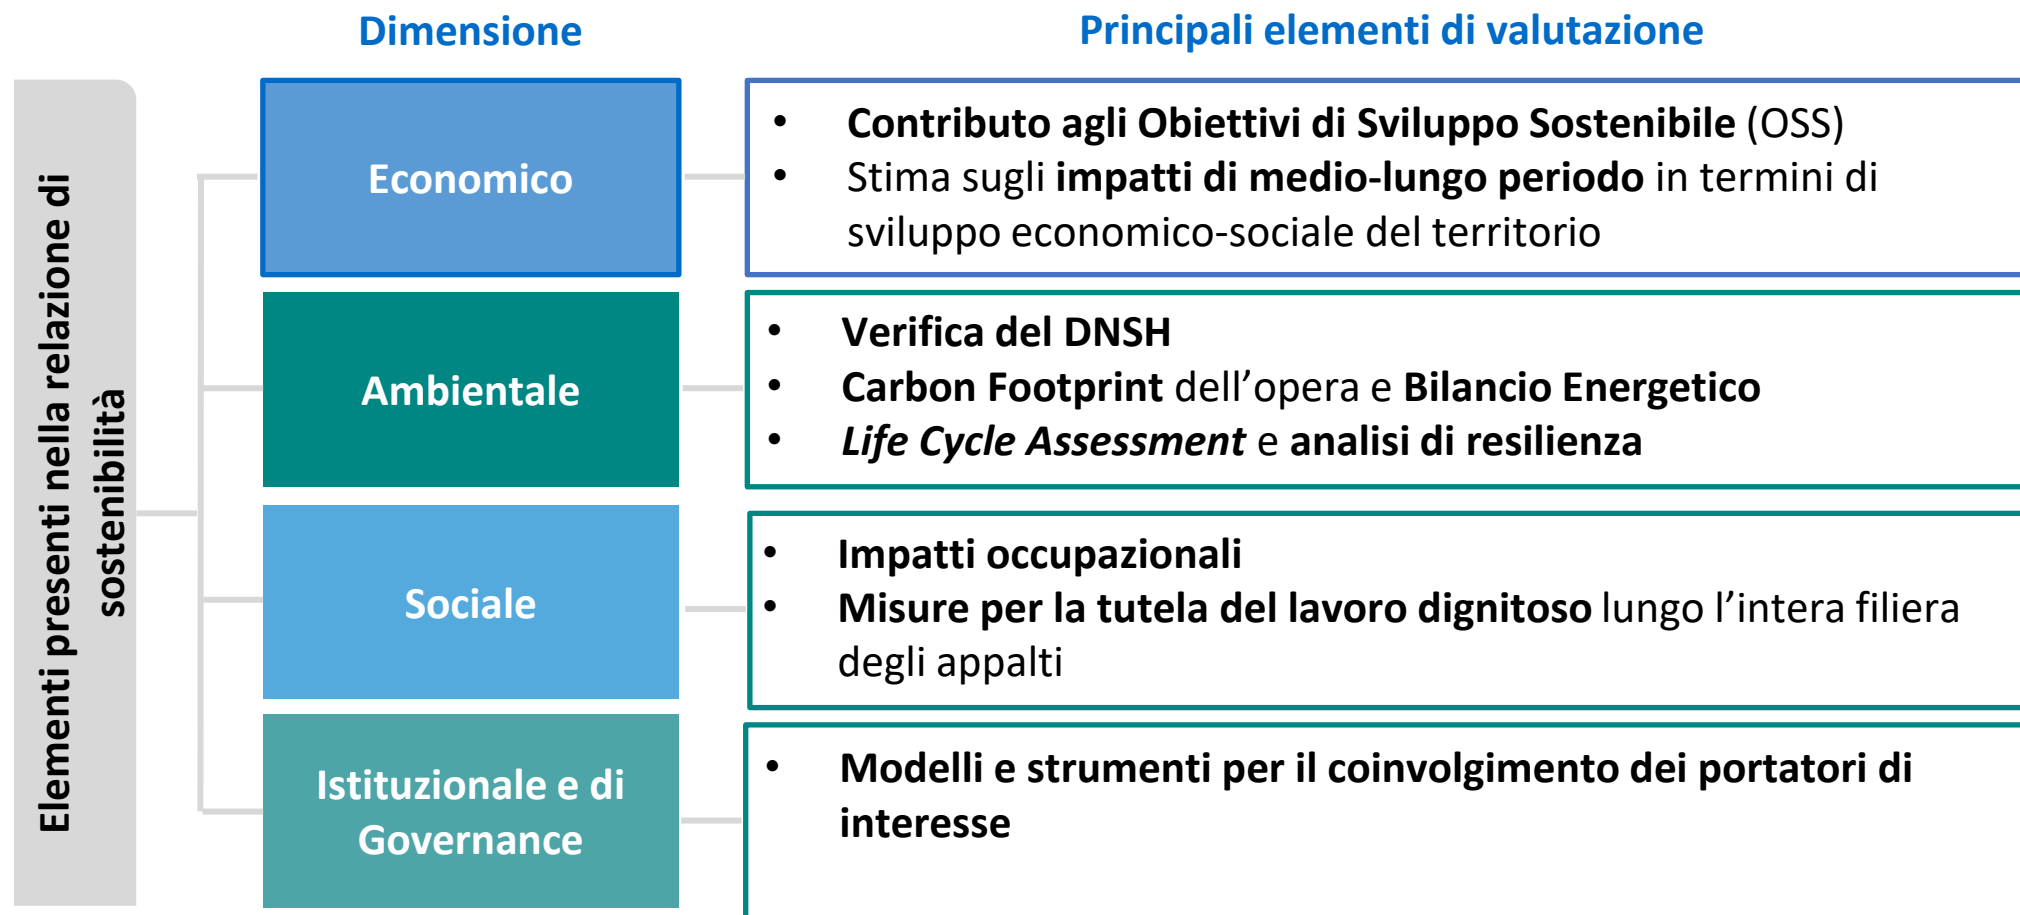 Dimensione
Principali elementi di valutazione
Elementi presenti nella relazione di
sostenibilità
Economico
• Contributo agli Obiettivi di Sviluppo Sostenibile (OSS)
• Stima sugli impatti di medio-lungo periodo in termini di
sviluppo economico-sociale del territorio
Ambientale
• Verifica del DNSH
• Carbon Footprint dell’opera e Bilancio Energetico
• Life Cycle Assessment e analisi di resilienza
Sociale
• Impatti occupazionali
• Misure per la tutela del lavoro dignitoso lungo l’intera filiera
degli appalti
Istituzionale e di
Governance
• Modelli e strumenti per il coinvolgimento dei portatori di
interesse